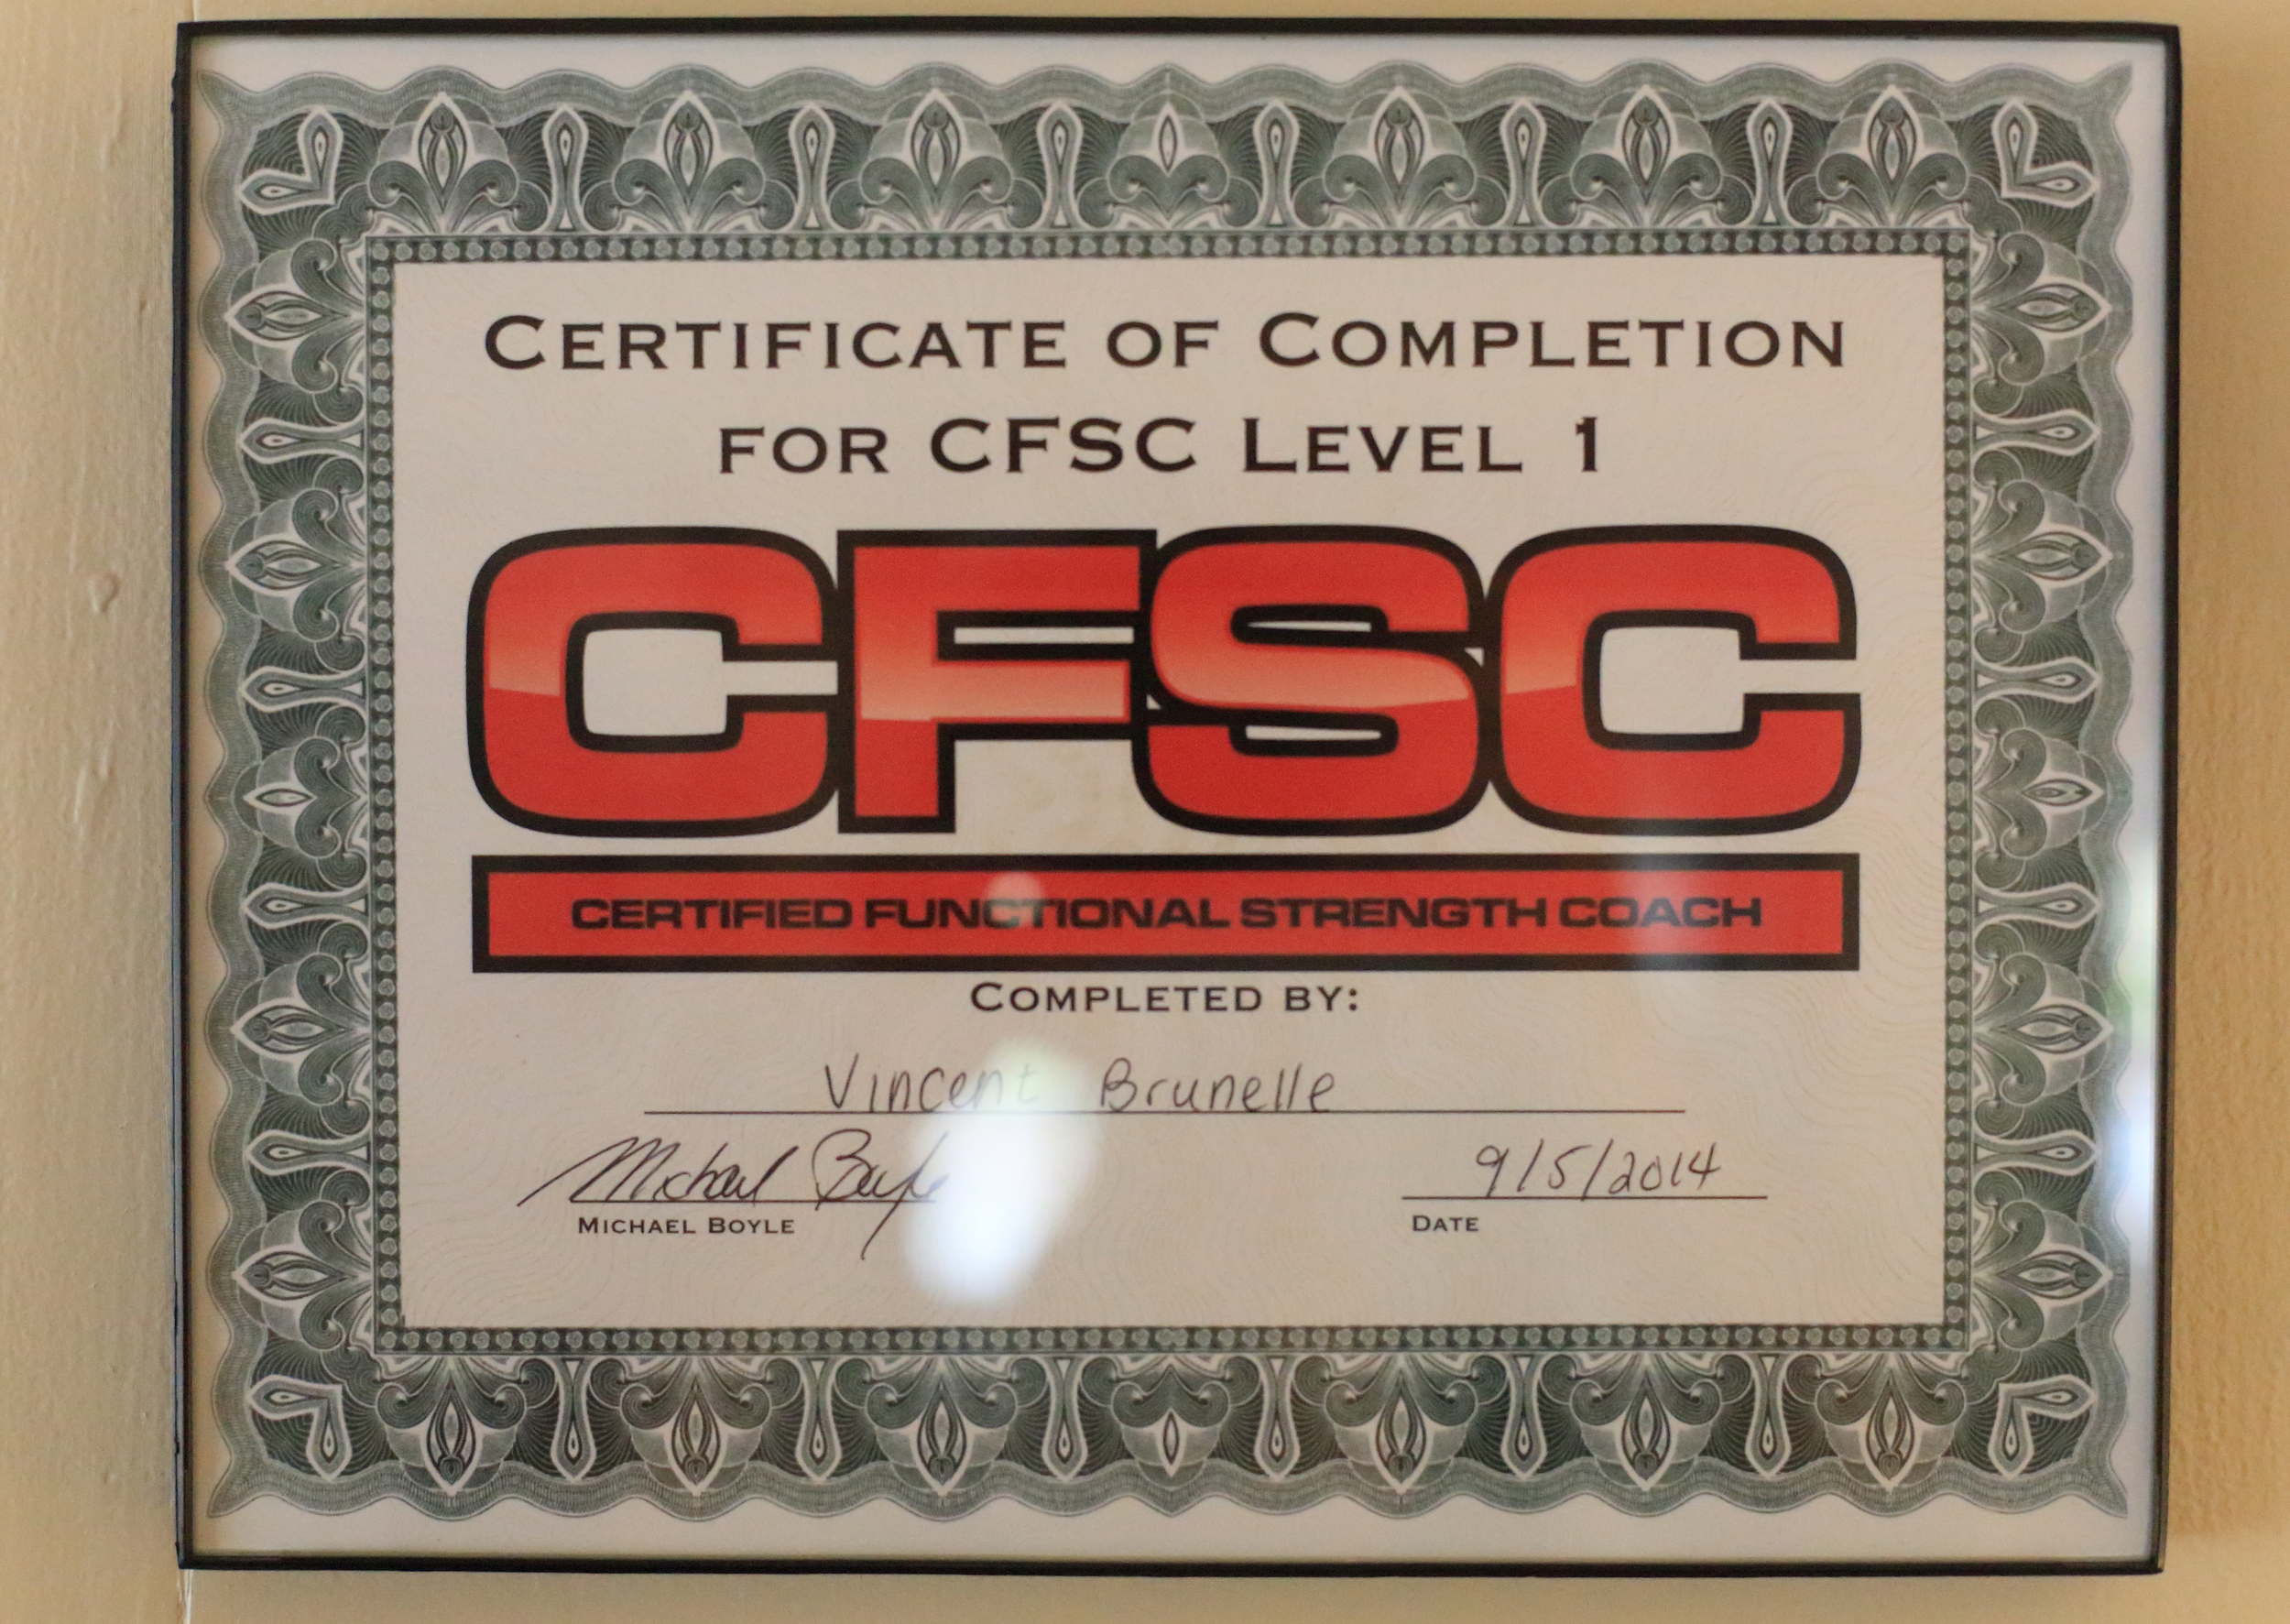 CERTIFICATE OF COMPLETION
FOR CFSC LEVEL 1
CFSC
CERTIFIED FUNCTIONAL STRENGTH COACH
COMPLETED BY:
Vincent Brunelle
Michael Boyle
9/5/2014
MICHAEL BOYLE
DATE